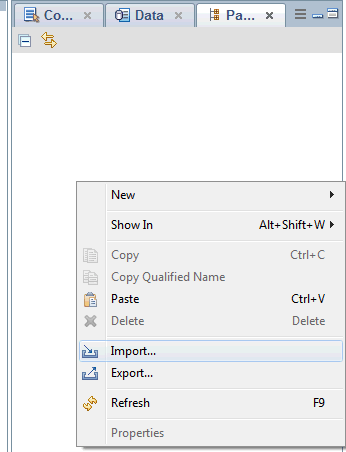 Co... Data Pa...
New
Show In Alt+Shift+W
Copy Ctrl+C
Copy Qualified Name
Paste Ctrl+V
Delete Delete
Import...
Export...
Refresh F9
Properties